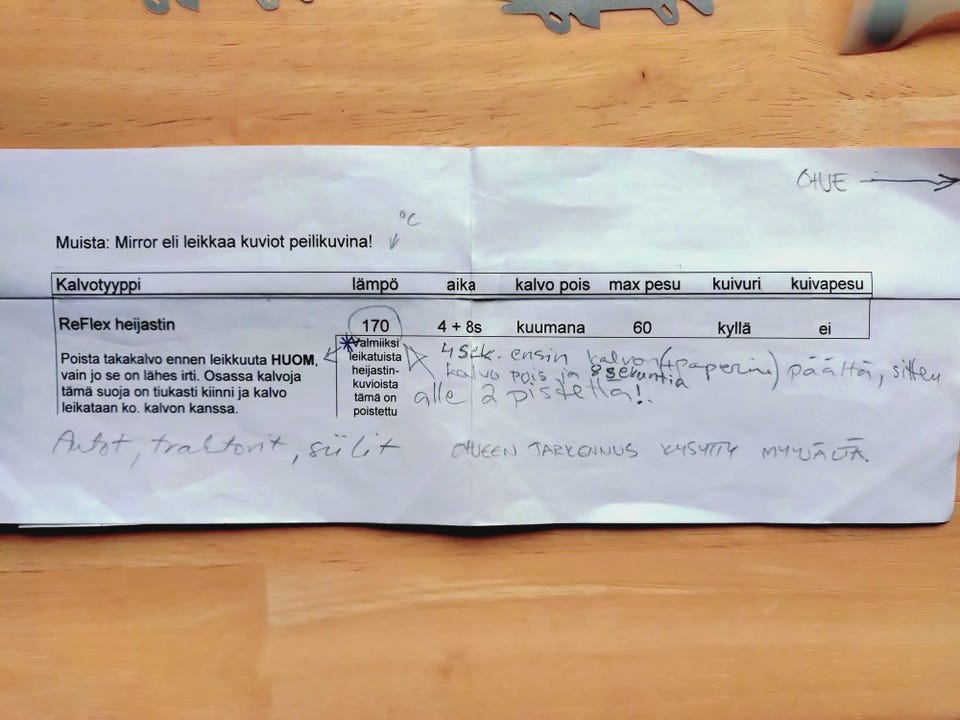 OHJE →
°C
Muista: Mirror eli leikkaa kuviot peilikuvina!
Kalvotyyppi lämpö aika kalvo pois max pesu kuivuri kuivapesu
ReFlex heijastin 170 4 + 8s kuumana 60 kyllä ei
Poista takakalvo ennen leikkuuta HUOM,
vain jo se on lähes irti. Osassa kalvoja
tämä suoja on tiukasti kiinni ja kalvo
leikataan ko. kalvon kanssa.
*Valmiiksi
leikatuista
heijastin-
kuvioista
tämä on
poistettu
4 sek. ensin kalvon (+paperin) päältä, sitten
kalvo pois ja 8 sekuntia
alle 2 pistettä!
Autot, traktorit, siilit
OHJEEN TARKENNUS KYSYTTY MYYJÄLTÄ.